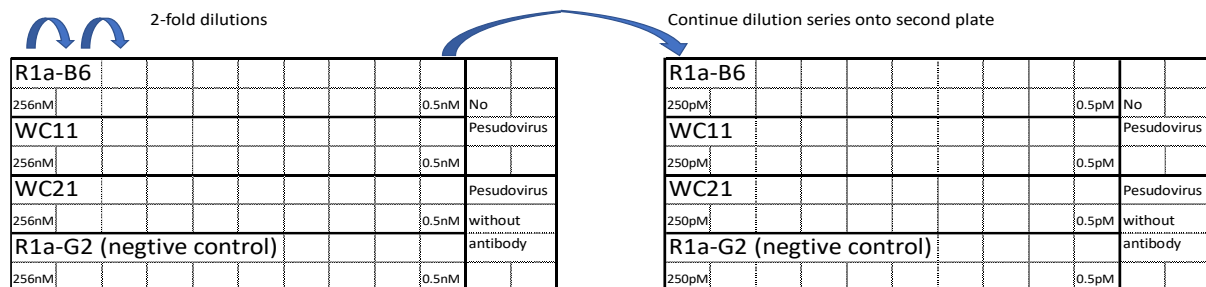 2-fold dilutions
Continue dilution series onto second plate
R1a-B6
256nM 0.5nM No
WC11 Pesudovirus
256nM 0.5nM
WC21 Pesudovirus
256nM 0.5nM without
R1a-G2 (negtive control) antibody
256nM 0.5nM
R1a-B6
250pM 0.5pM No
WC11 Pesudovirus
250pM 0.5pM
WC21 Pesudovirus
250pM 0.5pM without
R1a-G2 (negtive control) antibody
250pM 0.5pM